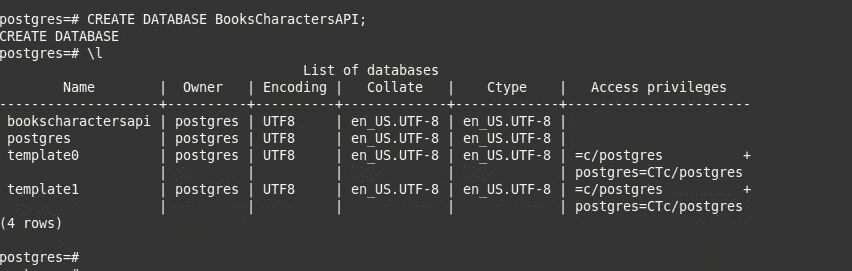 postgres=# CREATE DATABASE BooksCharactersAPI;
CREATE DATABASE
postgres=# \l
                                      List of databases
        Name        |  Owner   | Encoding |   Collate   |    Ctype    |   Access privileges
--------------------+----------+----------+-------------+-------------+-----------------------
 bookscharactersapi | postgres | UTF8     | en_US.UTF-8 | en_US.UTF-8 |
 postgres           | postgres | UTF8     | en_US.UTF-8 | en_US.UTF-8 |
 template0          | postgres | UTF8     | en_US.UTF-8 | en_US.UTF-8 | =c/postgres          +
                    |          |          |             |             | postgres=CTc/postgres
 template1          | postgres | UTF8     | en_US.UTF-8 | en_US.UTF-8 | =c/postgres          +
                    |          |          |             |             | postgres=CTc/postgres
(4 rows)

postgres=#